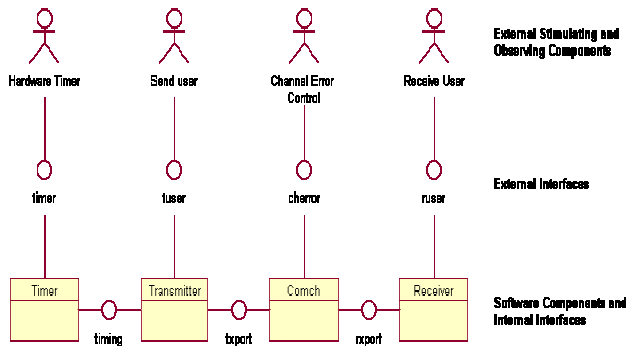 External Stimulating and
Observing Components
Hardware Timer
Send user
Channel Error
Control
Receive User
timer
tuser
cherror
ruser
External Interfaces
Timer
Transmitter
Comch
Receiver
timing
txport
rxport
Software Components and
Internal Interfaces